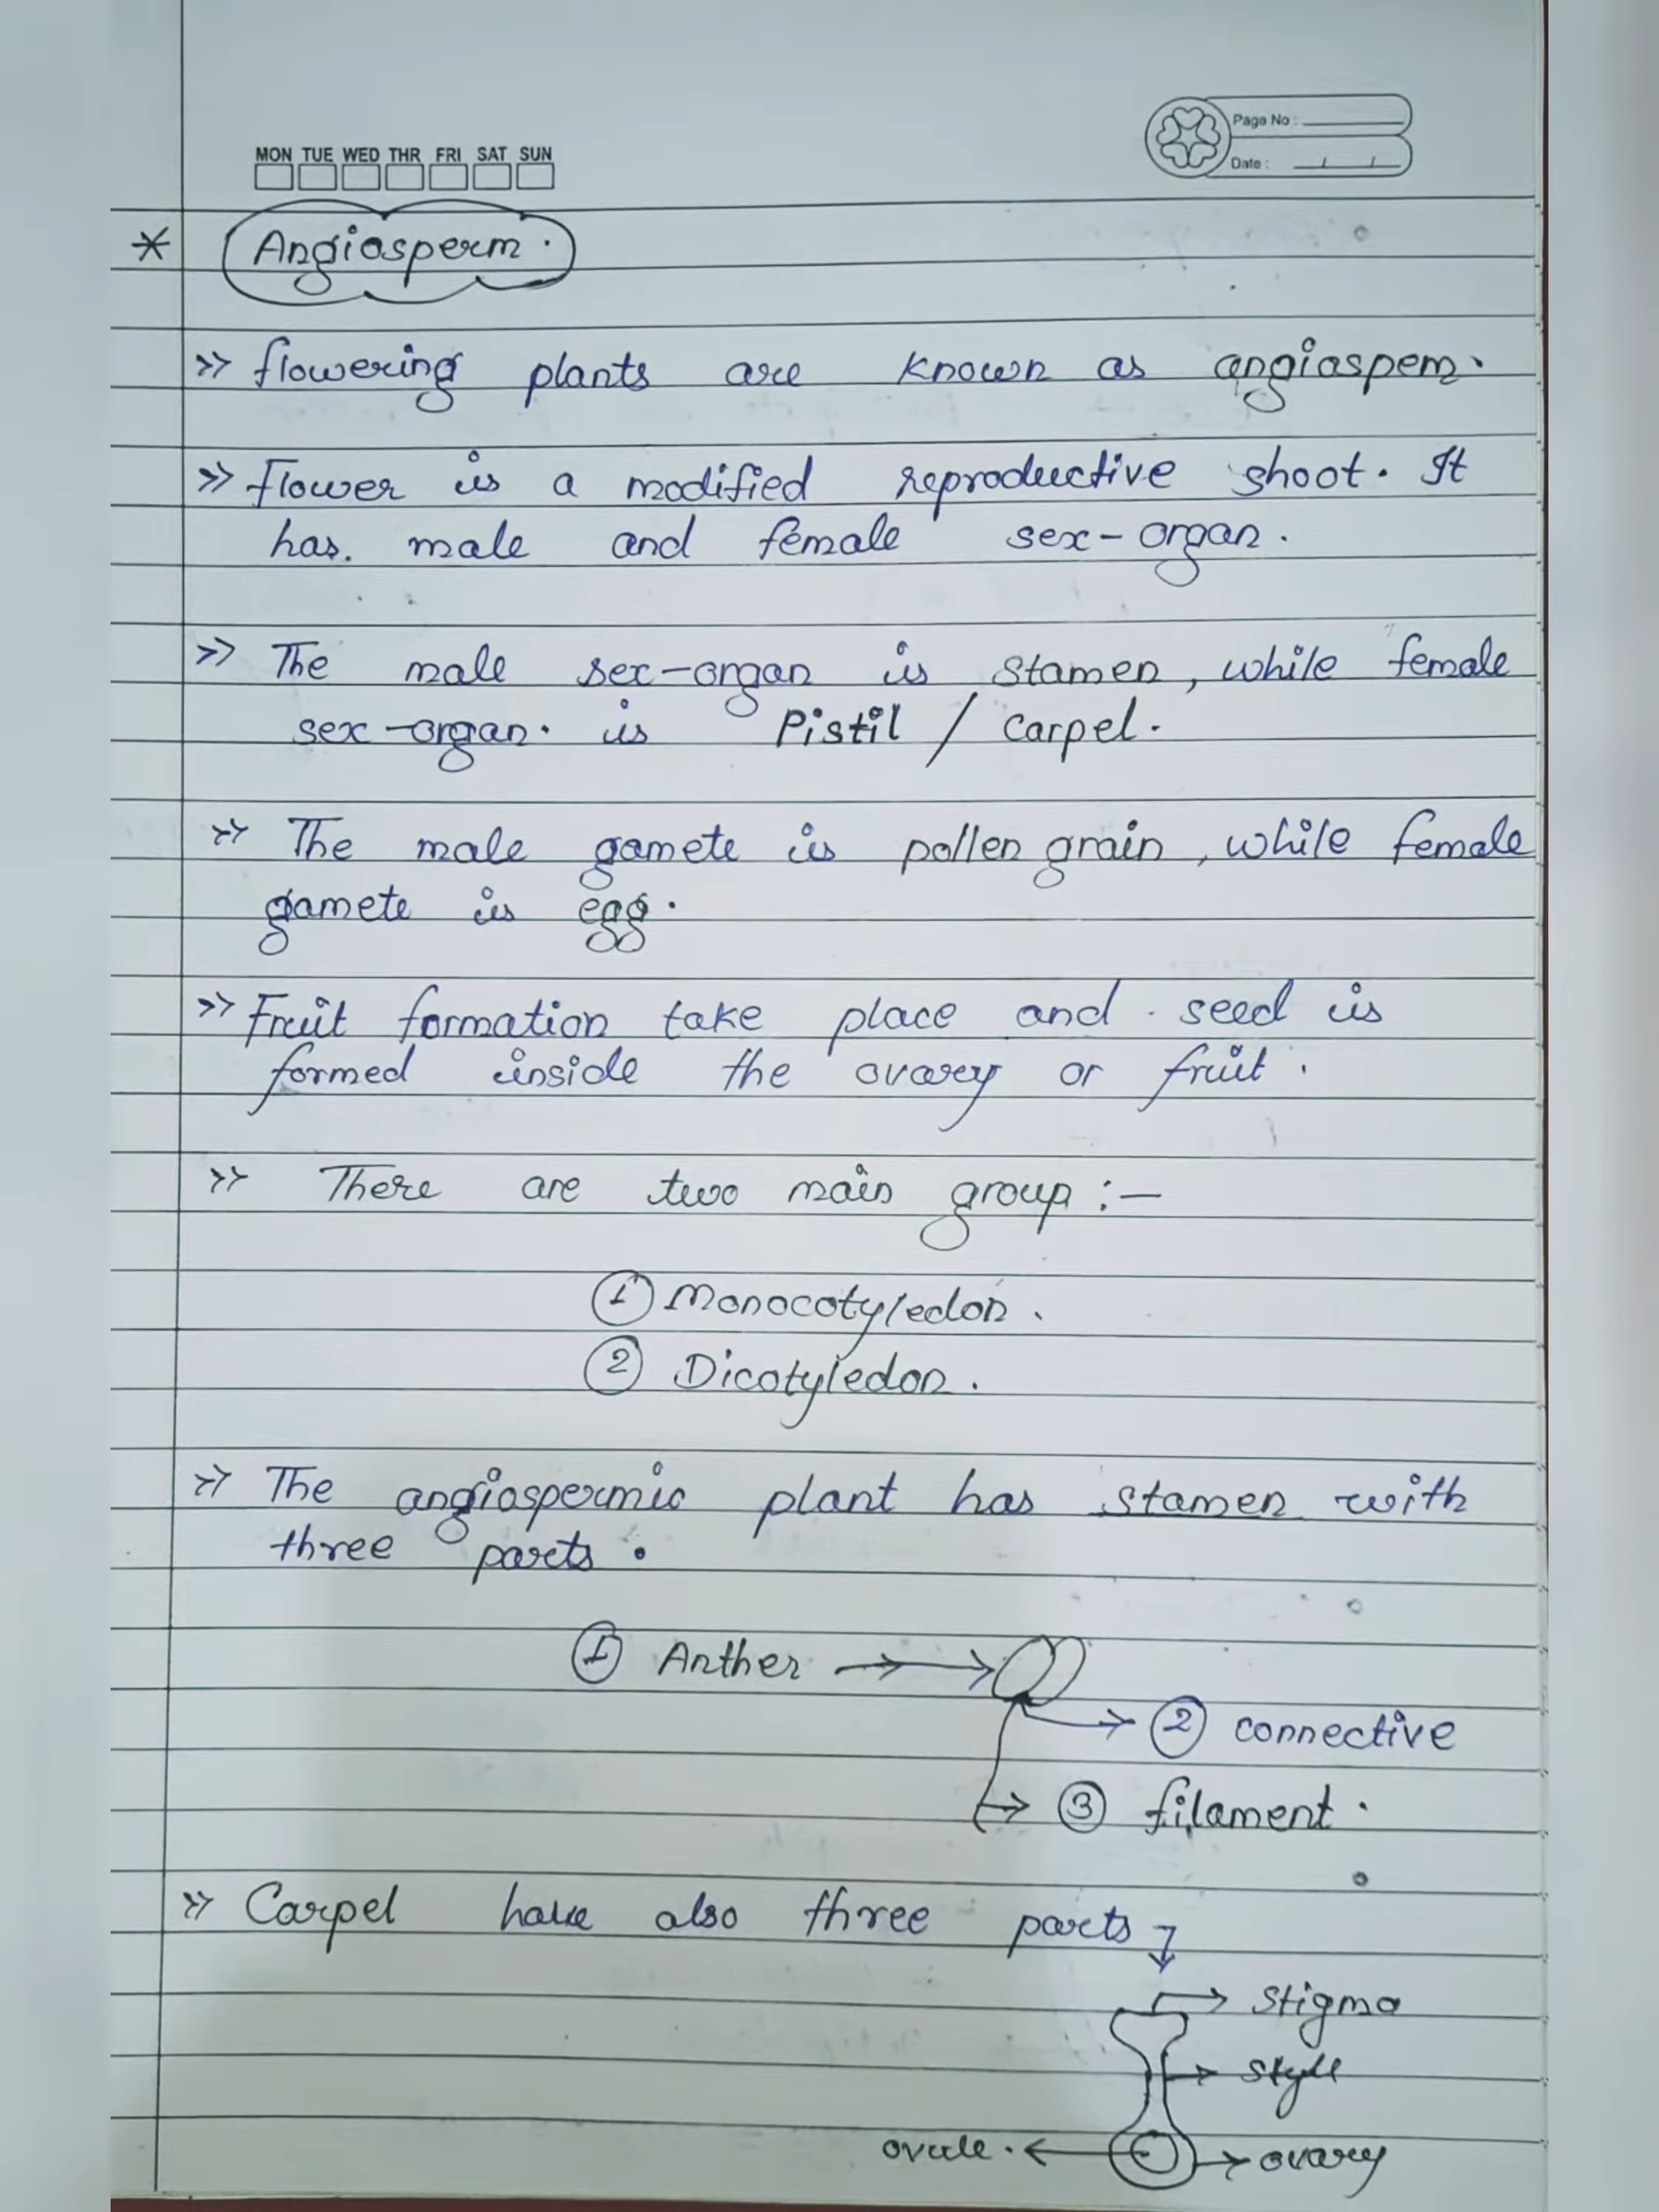 MON TUE WED THR FRI SAT SUN
Page No :
Date : / /
* Angiosperm.
>> flowering plants are known as angiospem.
>> Flower is a modified reproductive shoot. It
has. male and female sex-organ.
>> The male sex-organ is stamen, while female
sex-organ. is Pistil / Carpel.
>> The male gamete is pollen grain, while female
gamete is egg.
>> Fruit formation take place and seed is
formed inside the ovary or fruit.
>> There are two main group :-
① Monocotyledon.
② Dicotyledon.
>> The angiospermic plant has stamen with
three parts.
① Anther
② connective
③ filament.
>> Carpel have also three parts
stigma
style
ovule. ovary